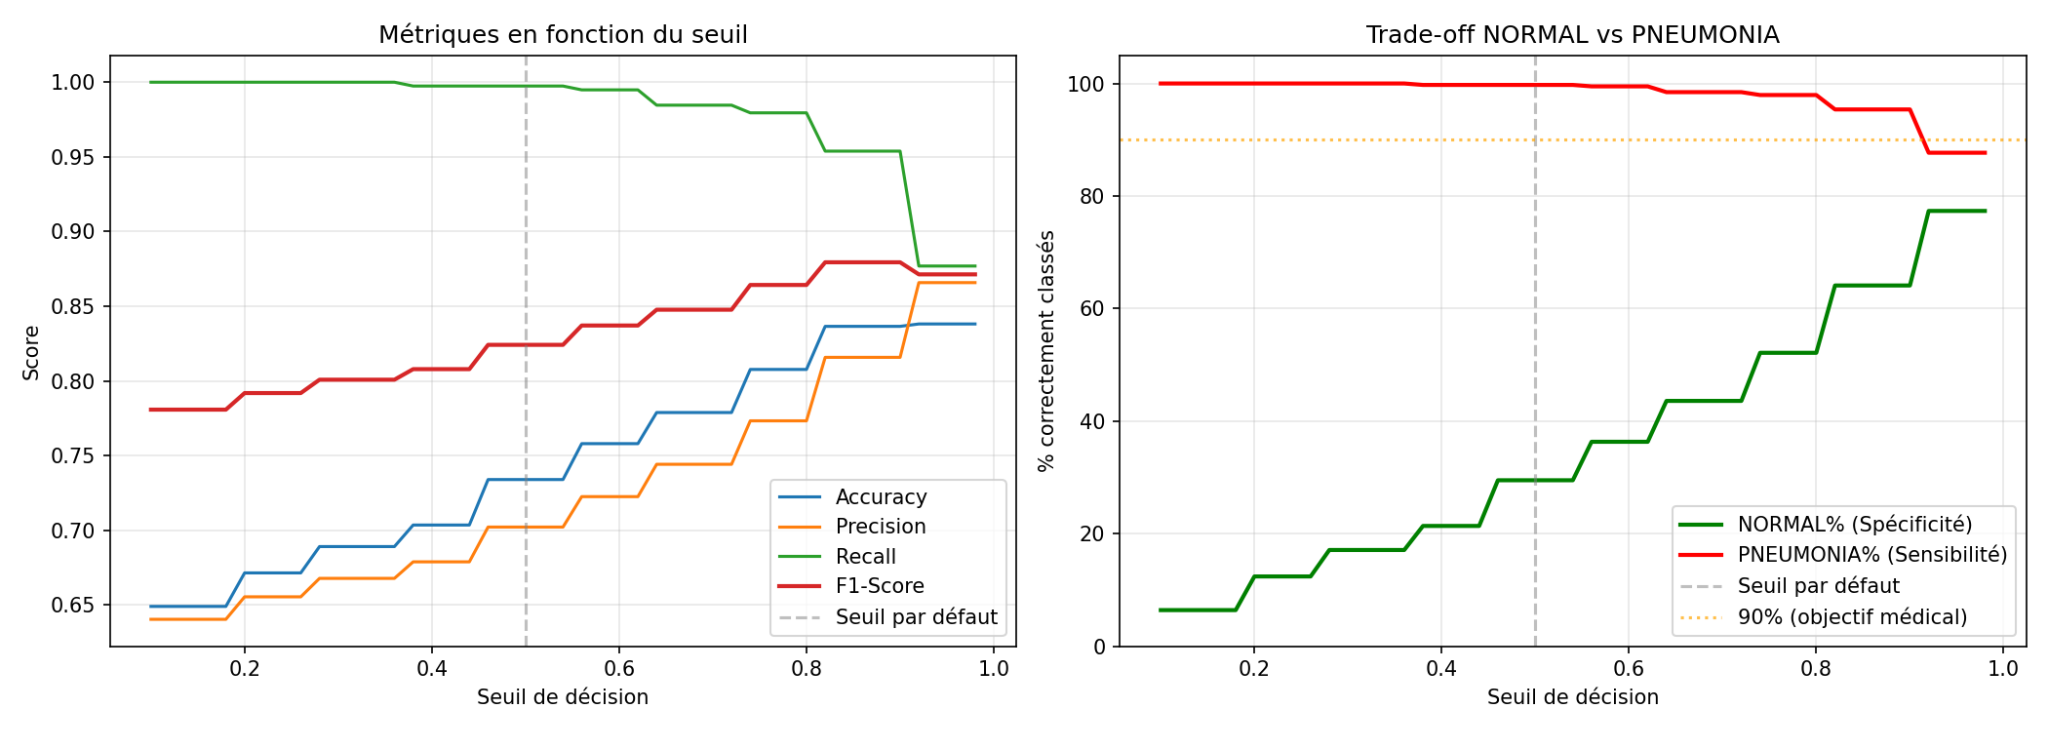 Métriques en fonction du seuil
Score
1.00
0.95
0.90
0.85
0.80
0.75
0.70
0.65
0.2
0.4
0.6
0.8
1.0
Seuil de décision
Accuracy
Precision
Recall
F1-Score
Seuil par défaut
Trade-off NORMAL vs PNEUMONIA
% correctement classés
100
80
60
40
20
0
0.2
0.4
0.6
0.8
1.0
Seuil de décision
NORMAL% (Spécificité)
PNEUMONIA% (Sensibilité)
Seuil par défaut
90% (objectif médical)